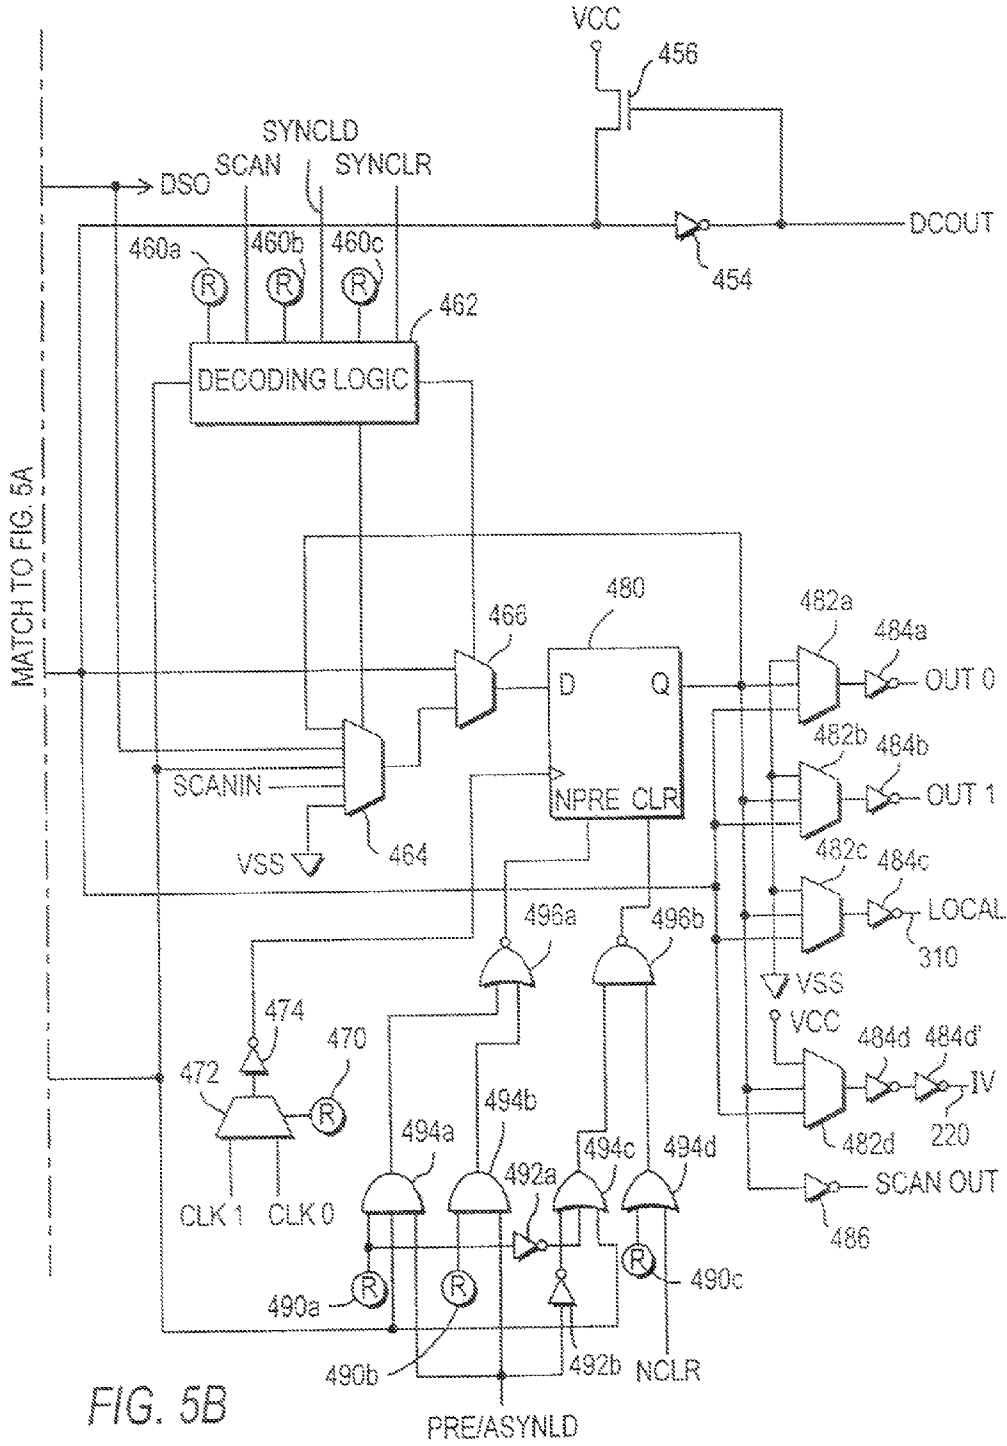 VCC
456
SYNCLD
SCAN
SYNCLR
DSO
DCOUT
460a
460b
460c
454
R
R
R
462
DECODING LOGIC
MATCH TO FIG. 5A
480
466
482a
484a
D
Q
OUT 0
482b
484b
SCANIN
NPRE
CLR
OUT 1
VSS
464
482c
484c
LOCAL
496a
496b
310
VSS
VCC
474
470
484d
484d'
472
R
494b
IV
494a
220
492a
494c
494d
482d
SCAN OUT
CLK 1
CLK 0
486
R
R
R
490a
490c
490b
492b
NCLR
FIG. 5B
PRE/ASYNLD